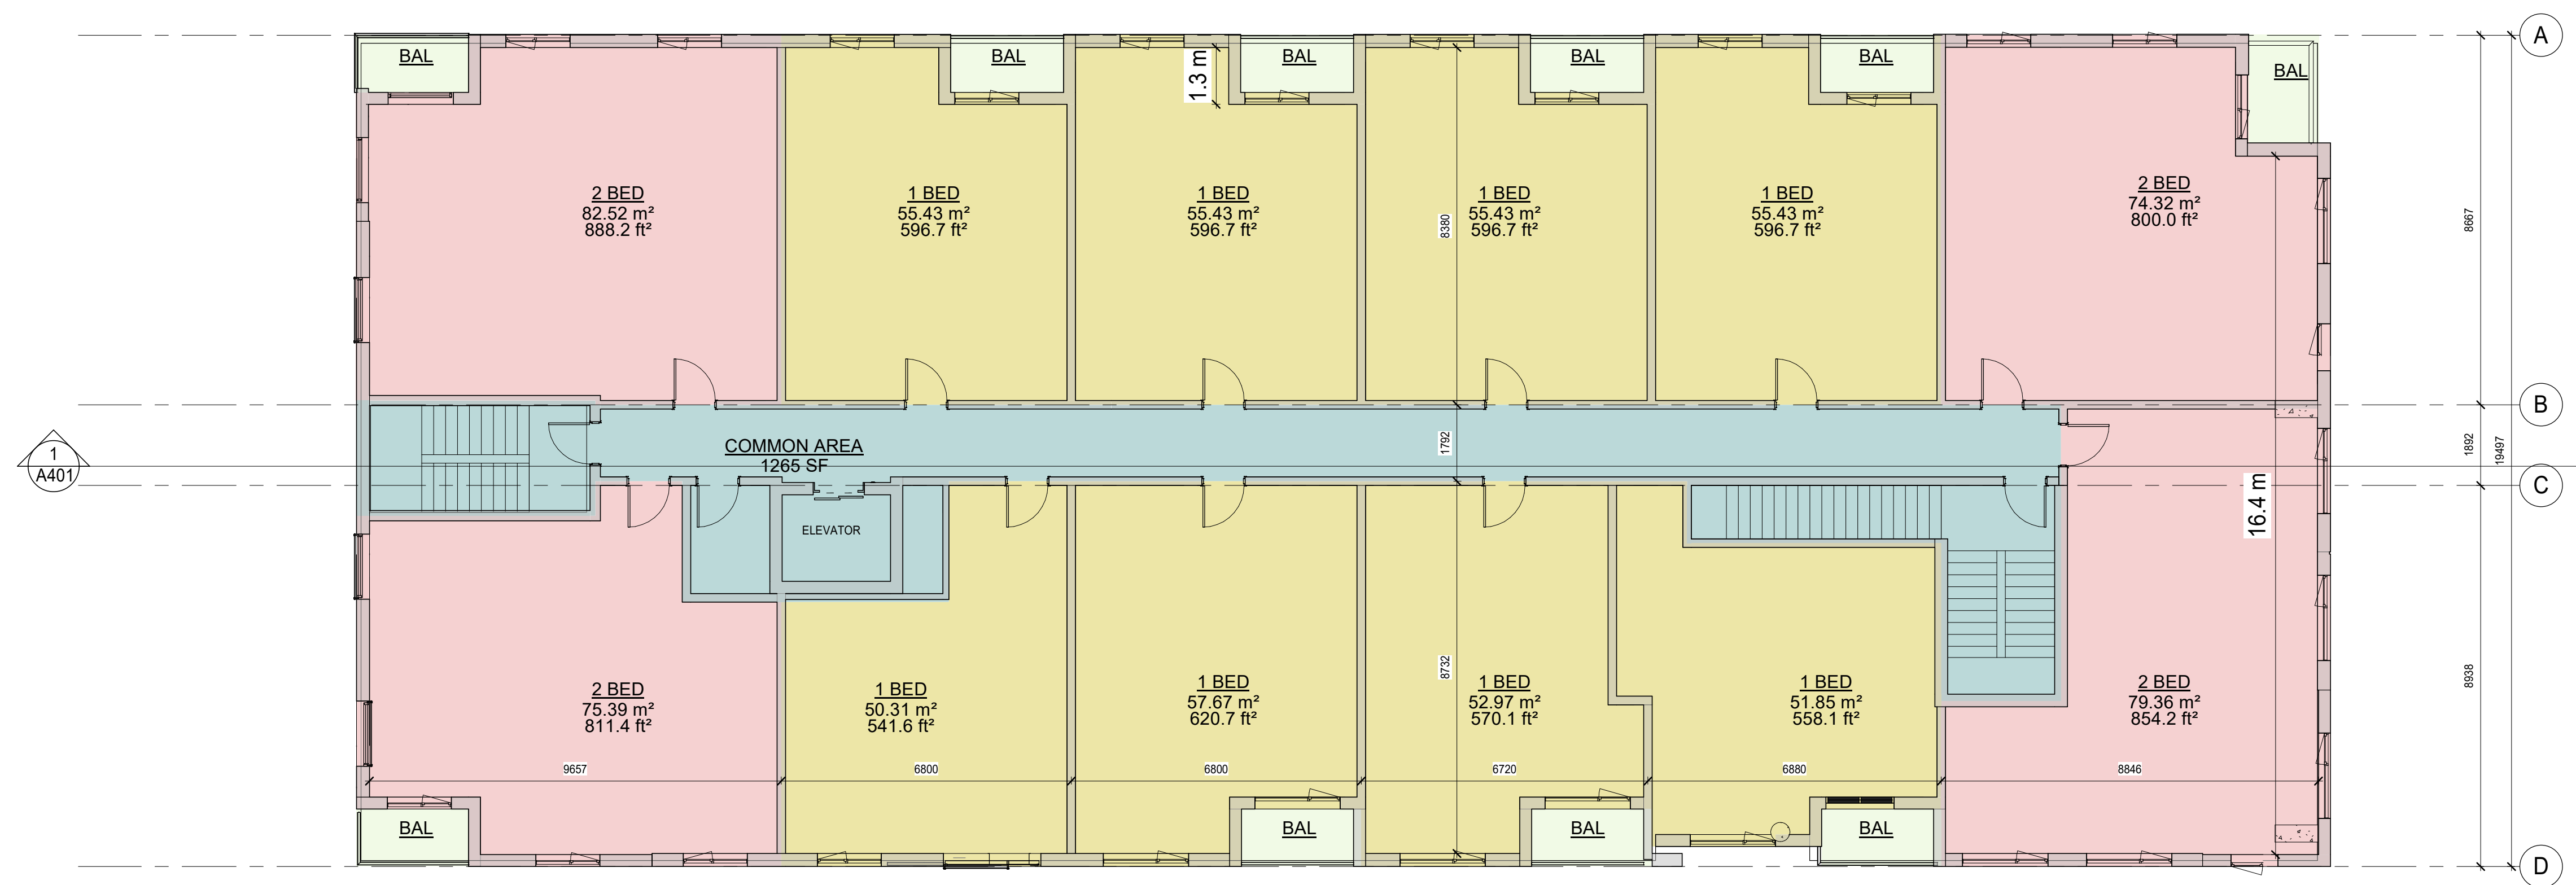 A
BAL
BAL
BAL
BAL
BAL
BAL
1.3 m
2 BED
82.52 m²
888.2 ft²
1 BED
55.43 m²
596.7 ft²
1 BED
55.43 m²
596.7 ft²
1 BED
55.43 m²
596.7 ft²
1 BED
55.43 m²
596.7 ft²
2 BED
74.32 m²
800.0 ft²
8380
8667
B
COMMON AREA
1265 SF
1792
1892
19497
1
A401
C
ELEVATOR
16.4 m
2 BED
75.39 m²
811.4 ft²
1 BED
50.31 m²
541.6 ft²
1 BED
57.67 m²
620.7 ft²
8732
1 BED
52.97 m²
570.1 ft²
1 BED
51.85 m²
558.1 ft²
2 BED
79.36 m²
854.2 ft²
8938
9657
6800
6800
6720
6880
8846
BAL
BAL
BAL
BAL
D